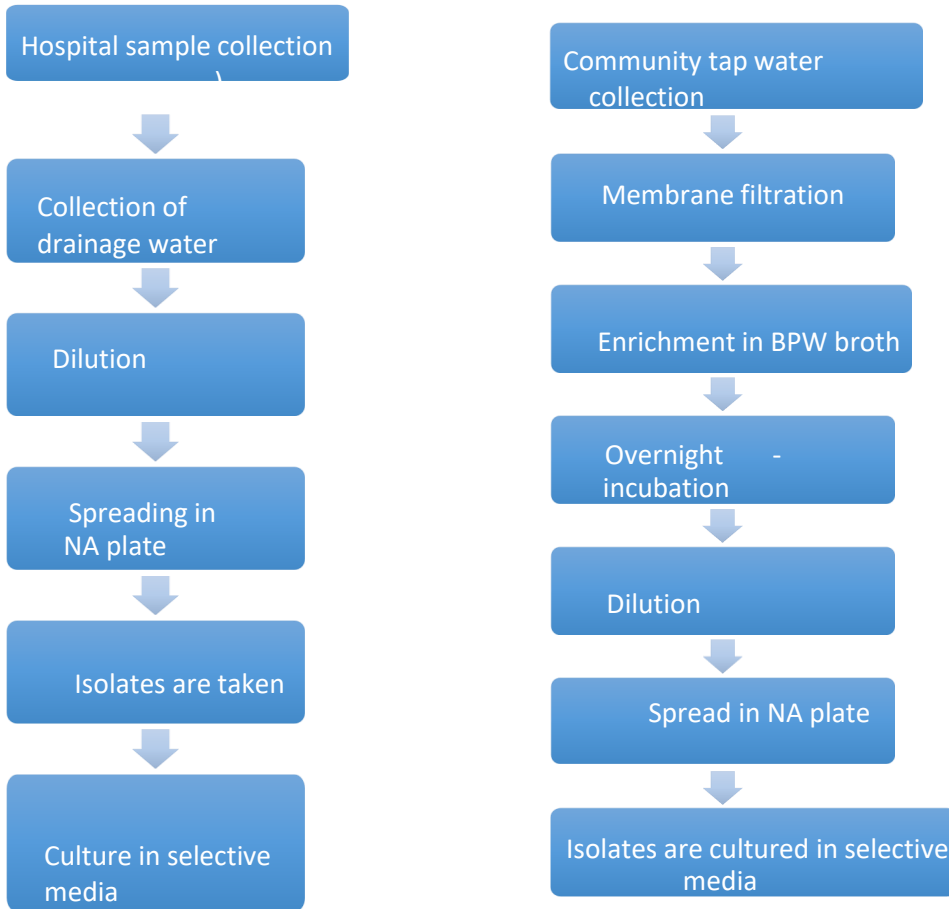 Hospital sample collection
\
Collection of
drainage water
Dilution
Spreading in
NA plate
Isolates are taken
Culture in selective
media
Community tap water
collection
Membrane filtration
Enrichment in BPW broth
Overnight -
incubation
Dilution
Spread in NA plate
Isolates are cultured in selective
media